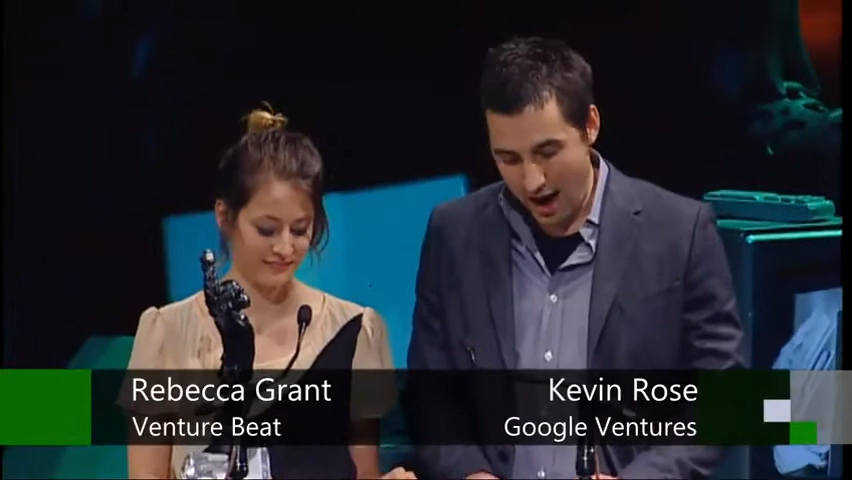 Rebecca Grant
Venture Beat
Kevin Rose
Google Ventures